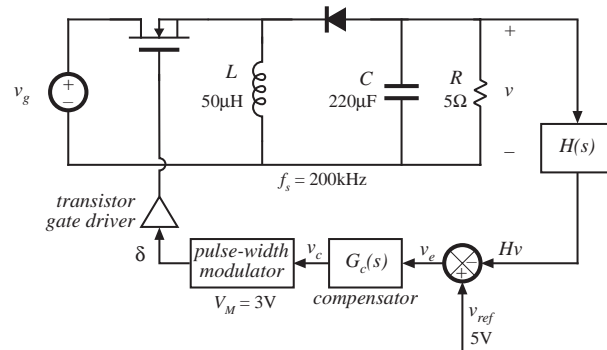 +
L
50µH
C
220µF
R
5Ω
+
v
–
v_g
+
–
H(s)
f_s = 200kHz
transistor
gate driver
δ
pulse-width
modulator
V_M = 3V
v_c
G_c(s)
compensator
v_e
–
+
Hv
v_ref
5V